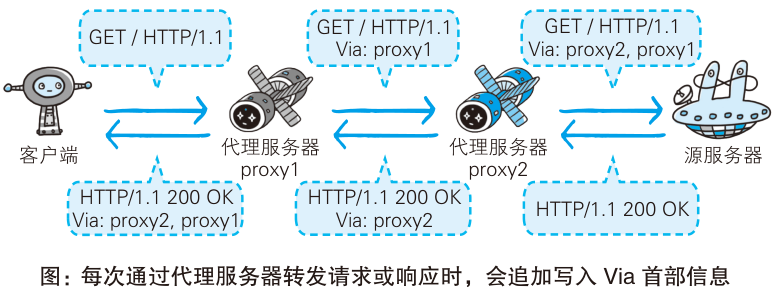 GET / HTTP/1.1
GET / HTTP/1.1
Via: proxy1
GET / HTTP/1.1
Via: proxy2, proxy1
客户端
代理服务器
proxy1
代理服务器
proxy2
源服务器
HTTP/1.1 200 OK
Via: proxy2, proxy1
HTTP/1.1 200 OK
Via: proxy2
HTTP/1.1 200 OK
图：每次通过代理服务器转发请求或响应时，会追加写入 Via 首部信息